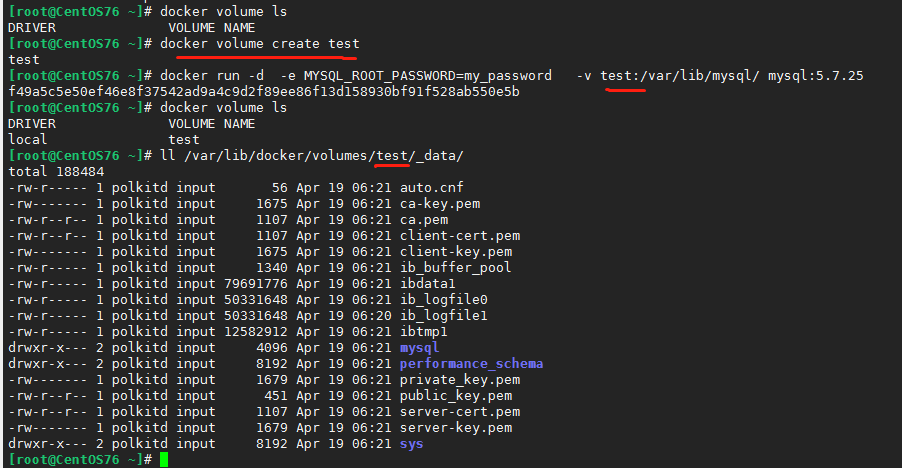 [root@CentOS76 ~]# docker volume ls
DRIVER              VOLUME NAME
[root@CentOS76 ~]# docker volume create test
test
[root@CentOS76 ~]# docker run -d  -e MYSQL_ROOT_PASSWORD=my_password   -v test:/var/lib/mysql/ mysql:5.7.25
f49a5c5e50ef46e8f37542ad9a4c9d2f89ee86f13d158930bf91f528ab550e5b
[root@CentOS76 ~]# docker volume ls
DRIVER              VOLUME NAME
local               test
[root@CentOS76 ~]# ll /var/lib/docker/volumes/test/_data/
total 188484
-rw-r----- 1 polkitd input       56 Apr 19 06:21 auto.cnf
-rw------- 1 polkitd input     1675 Apr 19 06:21 ca-key.pem
-rw-r--r-- 1 polkitd input     1107 Apr 19 06:21 ca.pem
-rw-r--r-- 1 polkitd input     1107 Apr 19 06:21 client-cert.pem
-rw------- 1 polkitd input     1675 Apr 19 06:21 client-key.pem
-rw-r----- 1 polkitd input     1340 Apr 19 06:21 ib_buffer_pool
-rw-r----- 1 polkitd input 79691776 Apr 19 06:21 ibdata1
-rw-r----- 1 polkitd input 50331648 Apr 19 06:21 ib_logfile0
-rw-r----- 1 polkitd input 50331648 Apr 19 06:20 ib_logfile1
-rw-r----- 1 polkitd input 12582912 Apr 19 06:21 ibtmp1
drwxr-x--- 2 polkitd input     4096 Apr 19 06:21 mysql
drwxr-x--- 2 polkitd input     8192 Apr 19 06:21 performance_schema
-rw------- 1 polkitd input     1679 Apr 19 06:21 private_key.pem
-rw-r--r-- 1 polkitd input      451 Apr 19 06:21 public_key.pem
-rw-r--r-- 1 polkitd input     1107 Apr 19 06:21 server-cert.pem
-rw------- 1 polkitd input     1679 Apr 19 06:21 server-key.pem
drwxr-x--- 2 polkitd input     8192 Apr 19 06:21 sys
[root@CentOS76 ~]#